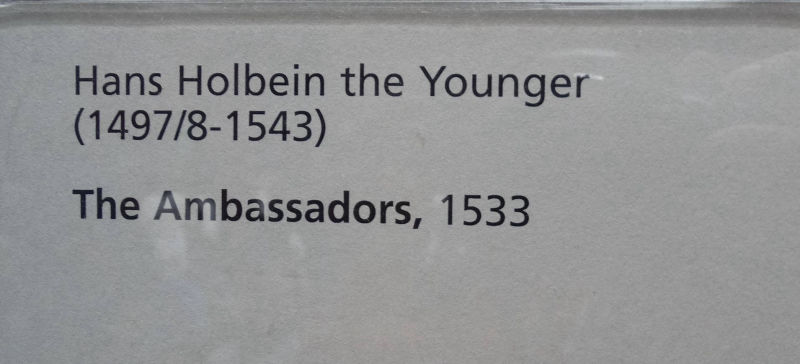 Hans Holbein the Younger
(1497/8-1543)
The Ambassadors, 1533